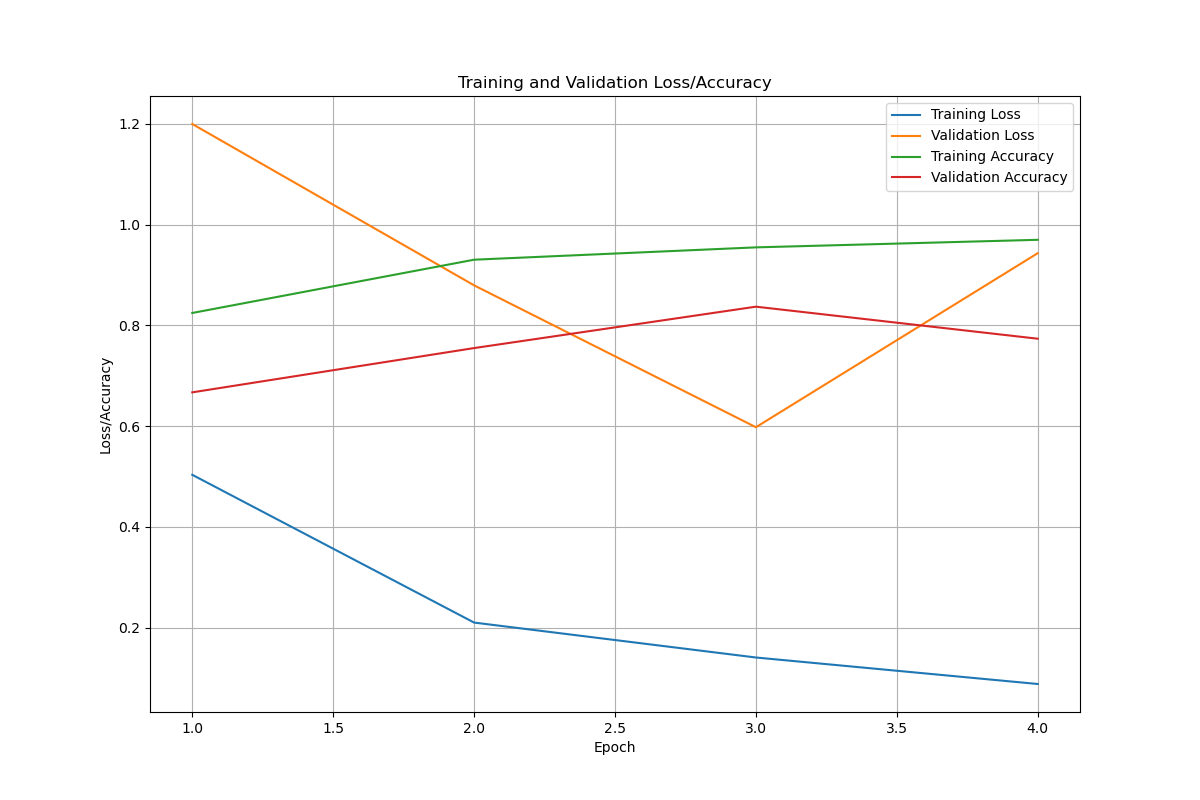 Training and Validation Loss/Accuracy
Training Loss
Validation Loss
Training Accuracy
Validation Accuracy
Loss/Accuracy
1.2
1.0
0.8
0.6
0.4
0.2
1.0 1.5 2.0 2.5 3.0 3.5 4.0
Epoch